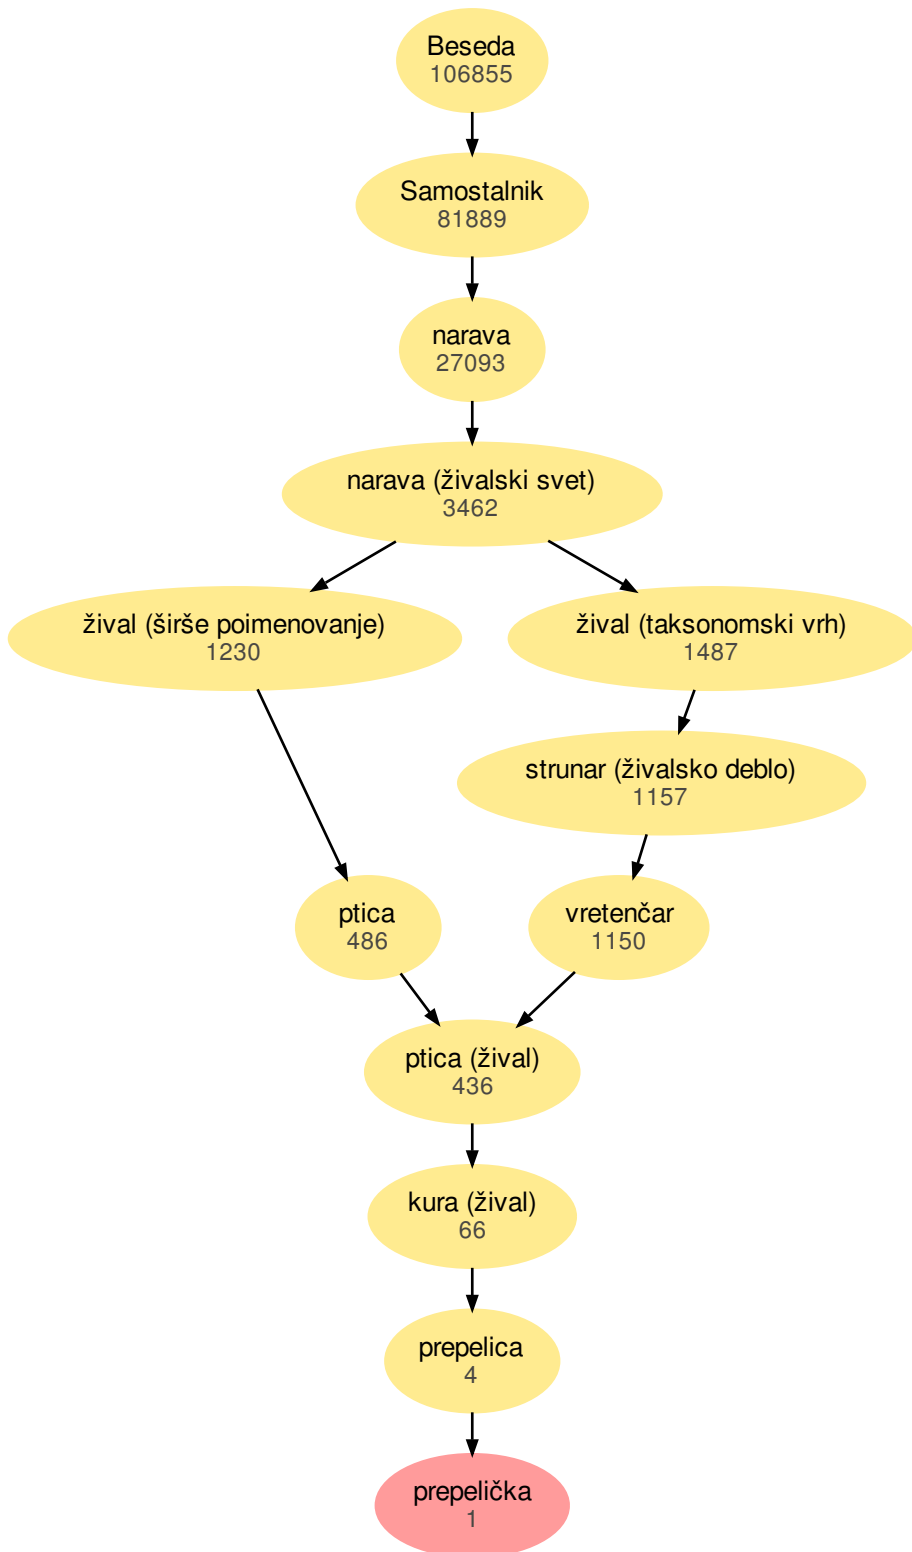 Beseda
106855
Samostalnik
81889
narava
27093
narava (živalski svet)
3462
žival (širše poimenovanje)
1230
žival (taksonomski vrh)
1487
strunar (živalsko deblo)
1157
ptica
486
vretenčar
1150
ptica (žival)
436
kura (žival)
66
prepelica
4
prepelička
1